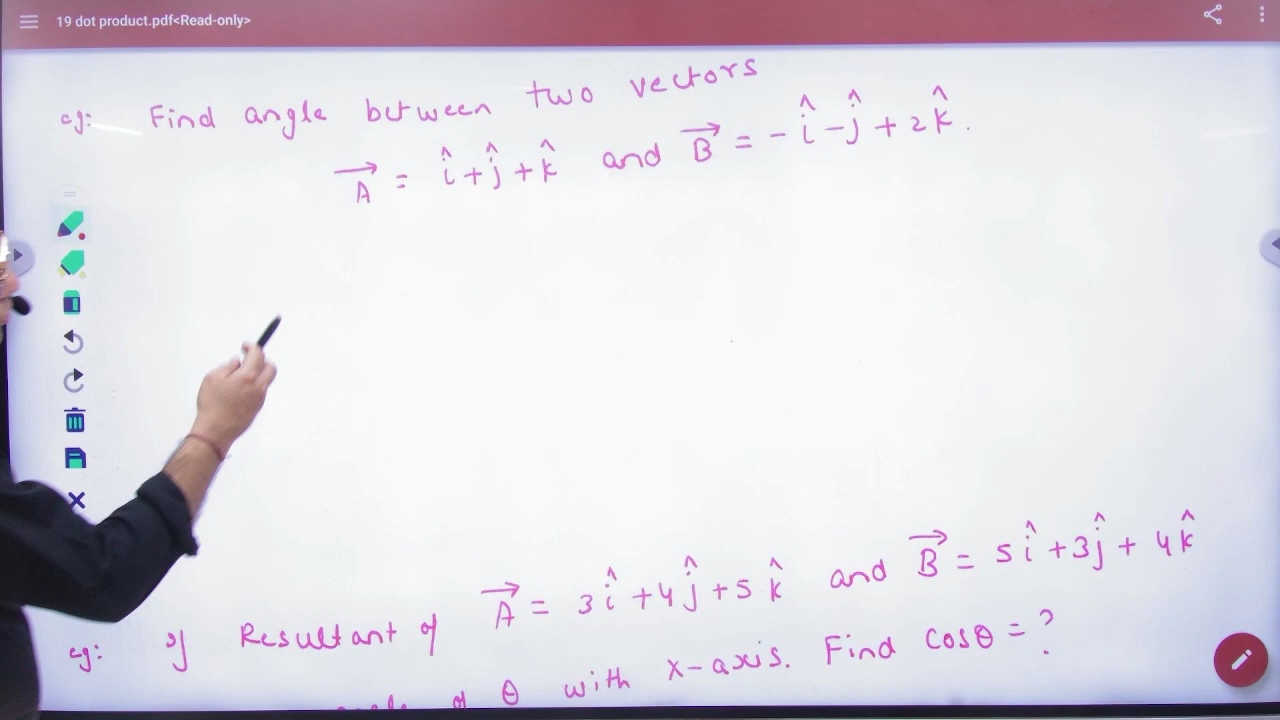 19 dot product.pdf<Read-only>
eg: Find angle between two vectors
A = î + ĵ + k̂ and B = - î - ĵ + 2k̂.
eg: If Resultant of A = 3î + 4ĵ + 5k̂ and B = 5î + 3ĵ + 4k̂
of θ with x-axis. Find cosθ = ?